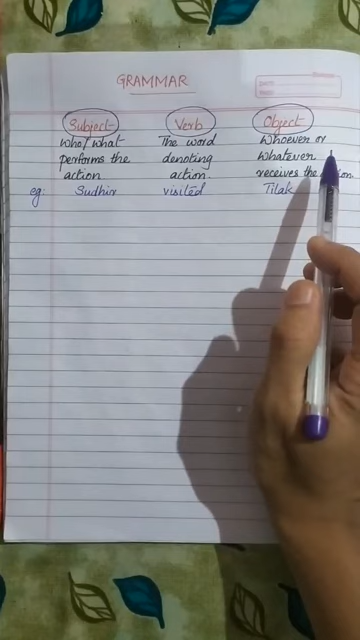 GRAMMAR
Subject Verb Object
Who/what The word Whoever or
performs the denoting whatever
action action. receives the action.
eg: Sudhir visited Tilak